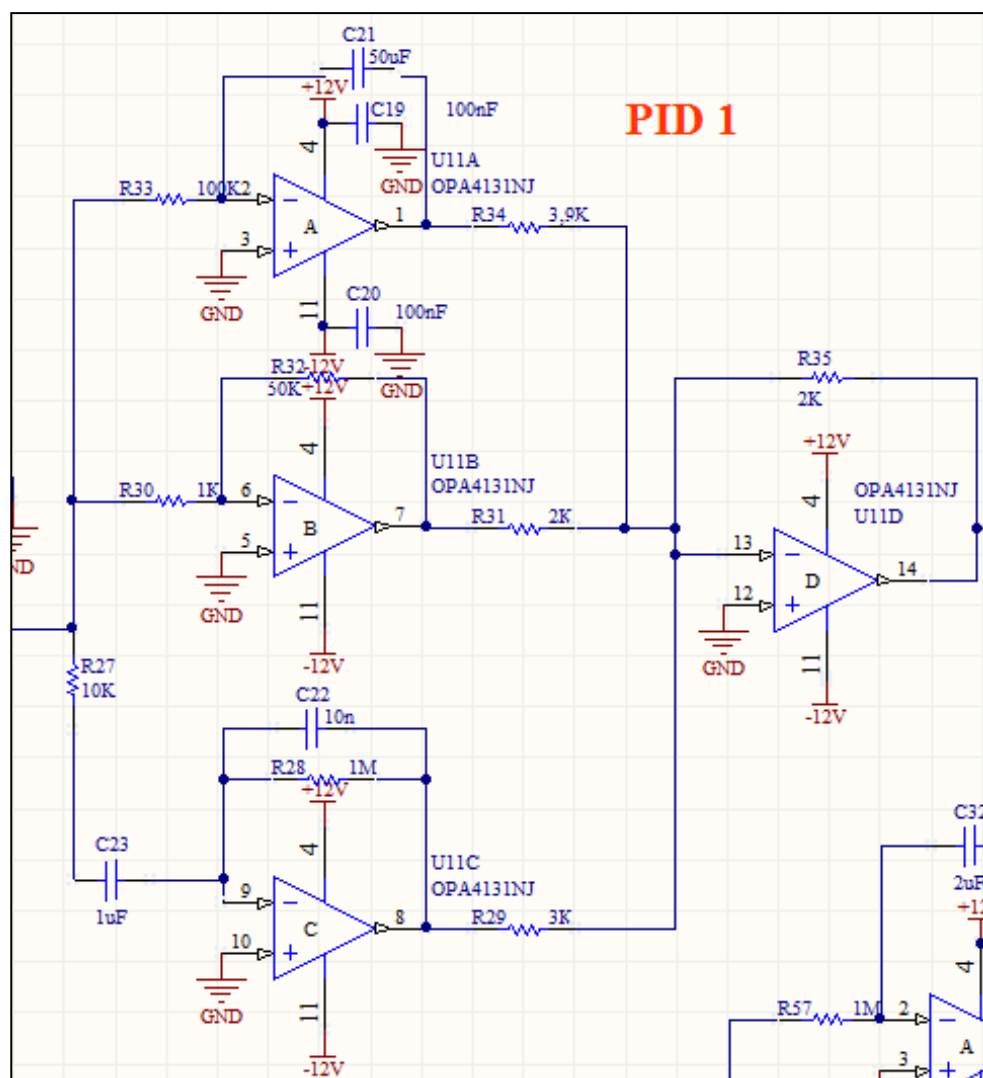 C21
50uF
+12V
C19
100nF
PID 1
4
GND
U11A
OPA4131NJ
R33
100K
2
A
1
R34
3,9K
3
GND
11
C20
100nF
-12V
GND
R32
50K
+12V
R35
2K
4
+12V
U11B
OPA4131NJ
4
OPA4131NJ
U11D
R30
1K
6
B
7
R31
2K
5
GND
13
D
14
12
GND
11
-12V
11
-12V
R27
10K
C22
10n
R28
1M
+12V
4
C23
1uF
U11C
OPA4131NJ
9
C
8
R29
3K
10
GND
11
-12V
C32
2uF
+12
4
R57
1M
2
A
3